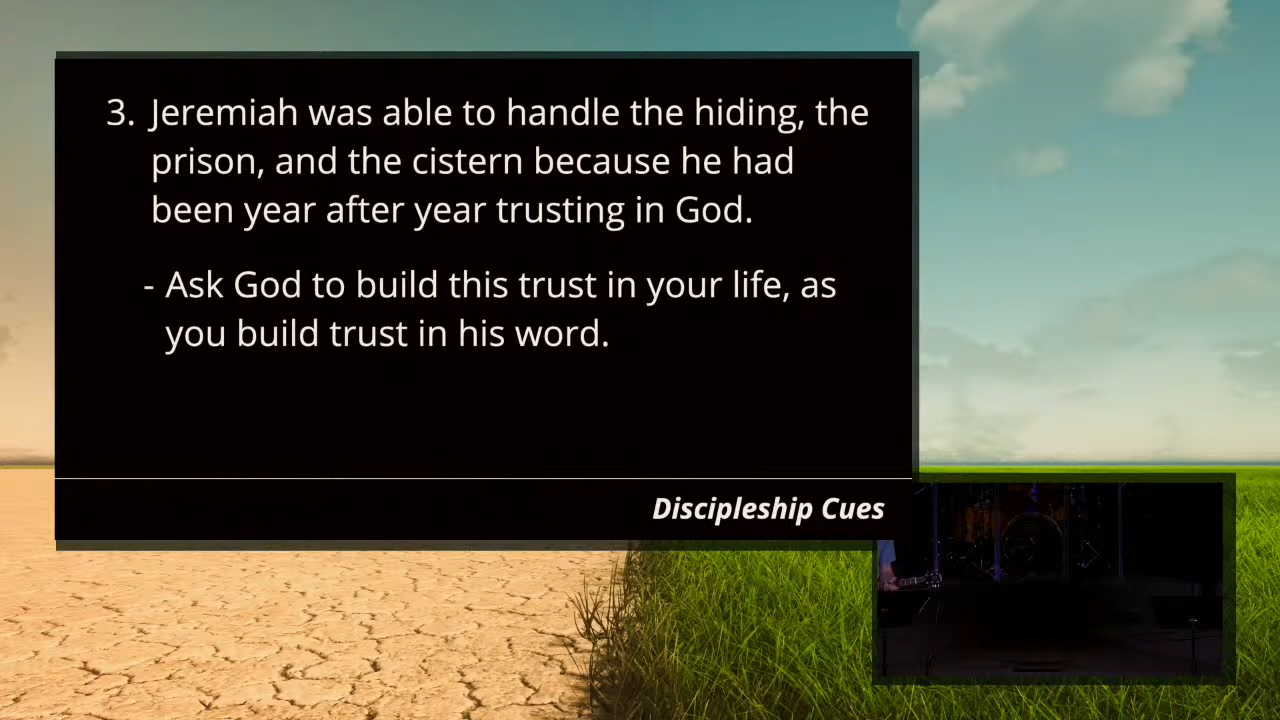 3. Jeremiah was able to handle the hiding, the
prison, and the cistern because he had
been year after year trusting in God.
- Ask God to build this trust in your life, as
you build trust in his word.
Discipleship Cues